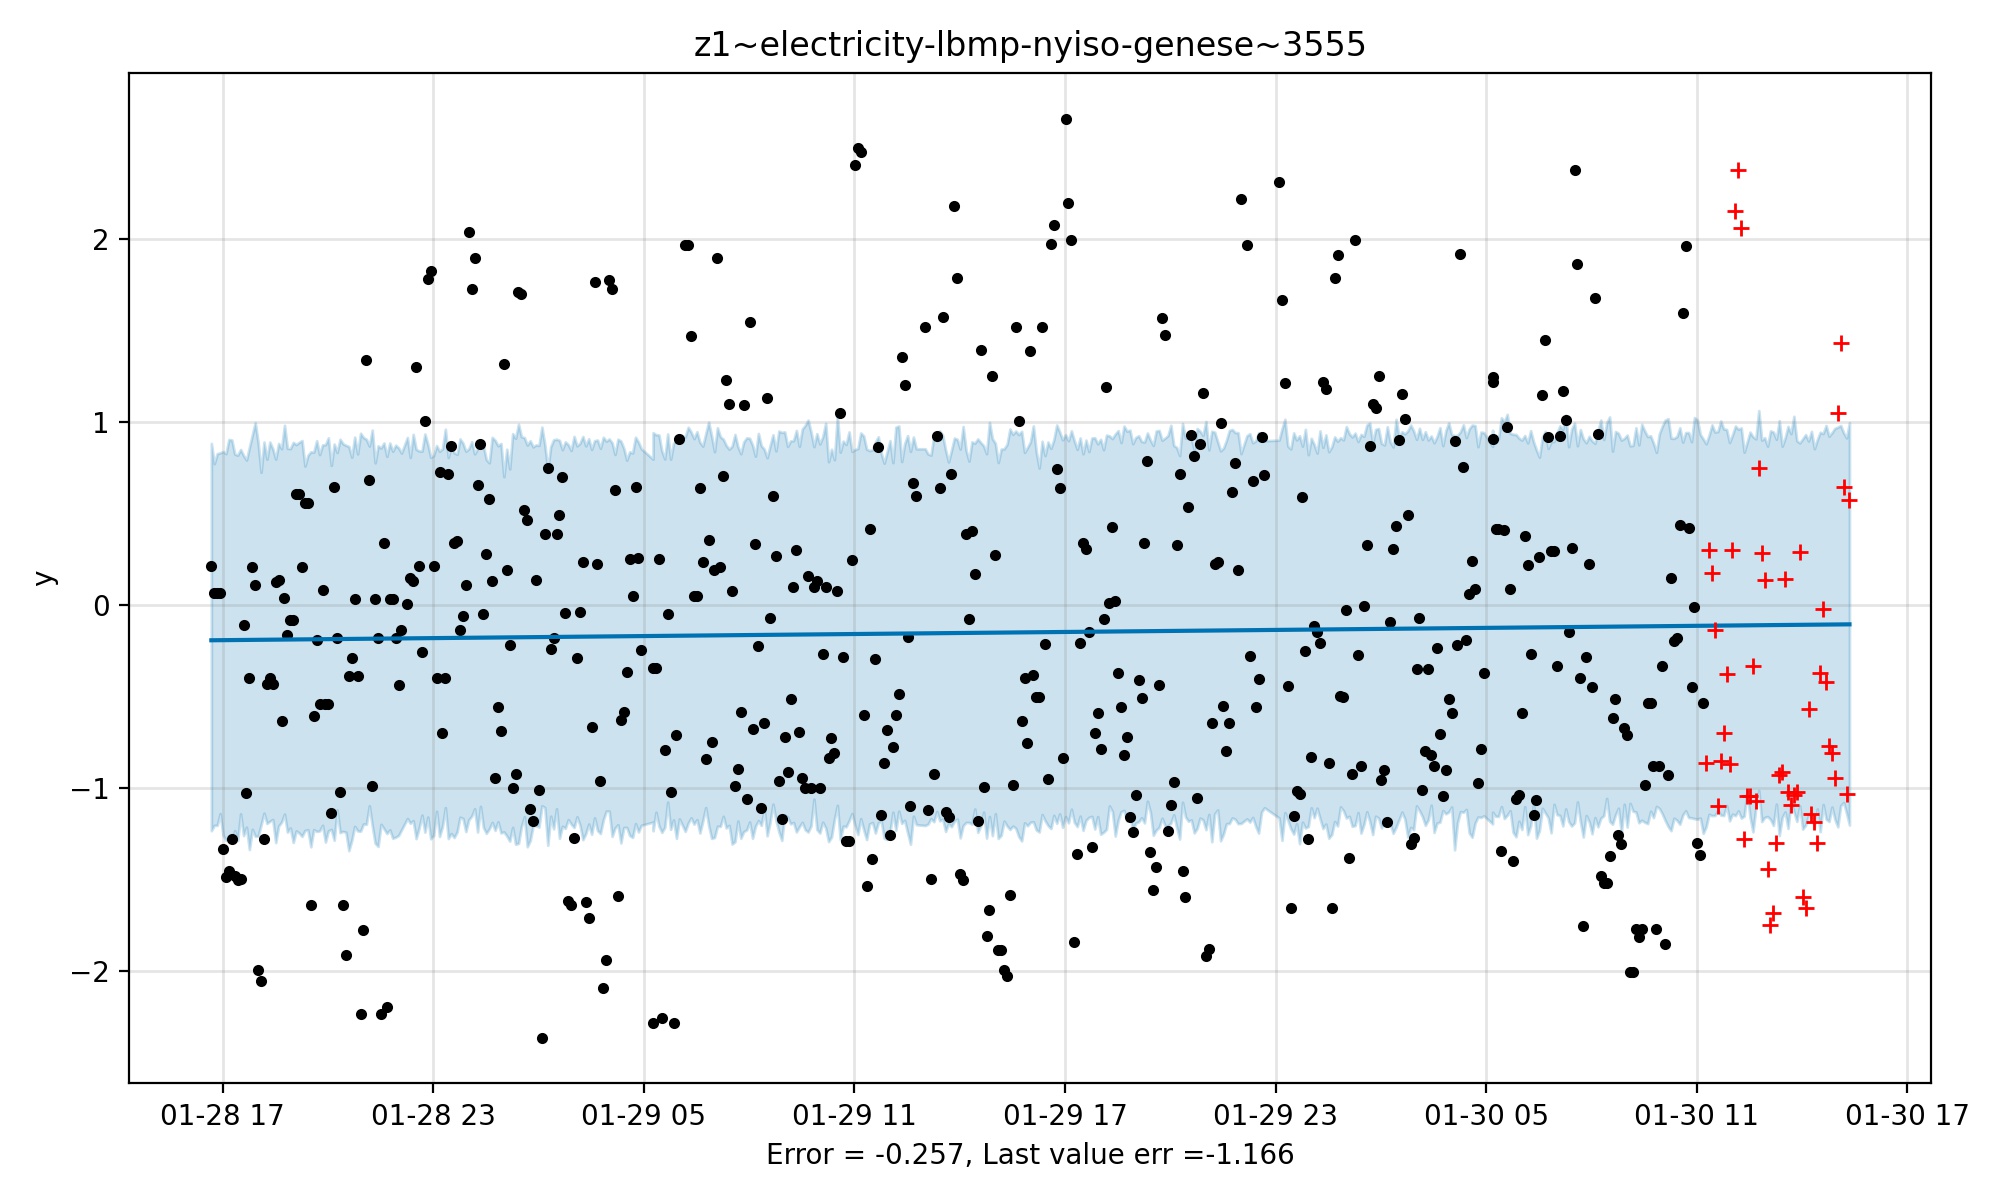 z1~electricity-lbmp-nyiso-genese~3555
y
2
1
0
−1
−2
01-28 17 01-28 23 01-29 05 01-29 11 01-29 17 01-29 23 01-30 05 01-30 11 01-30 17
Error = -0.257, Last value err =-1.166